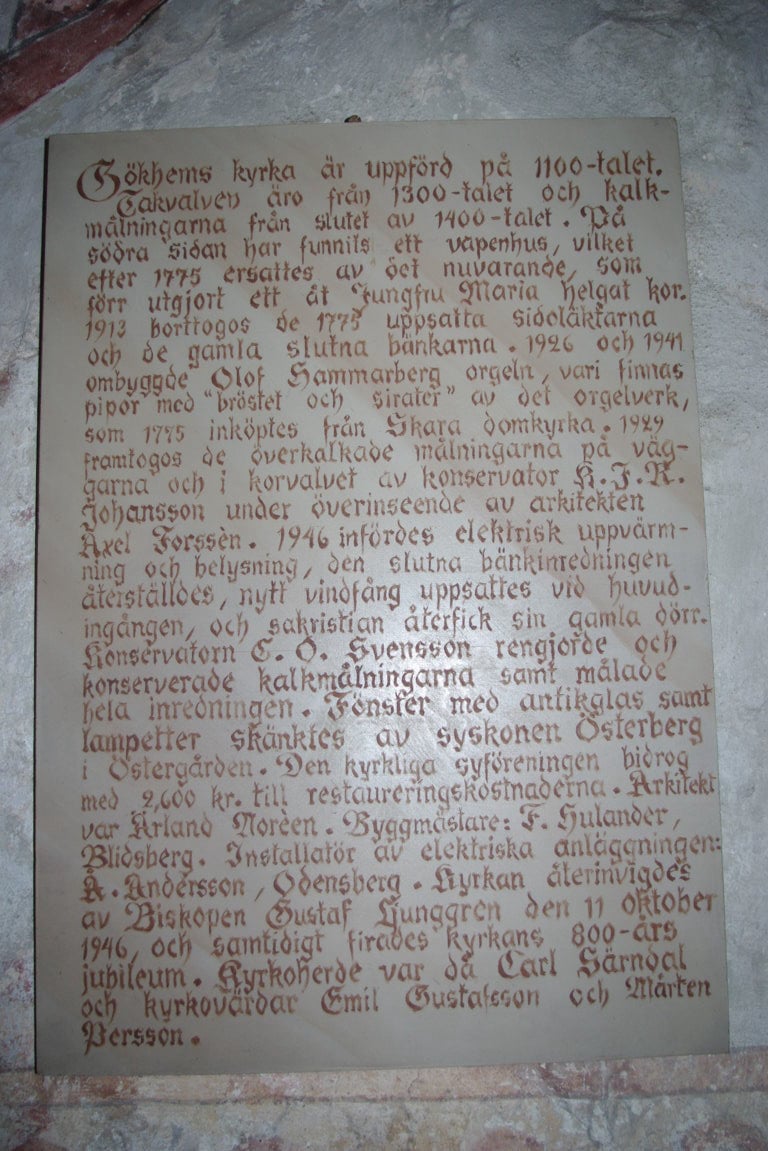 Gökhems kyrka är uppförd på 1100-talet.
Takvalven äro från 1300-talet och kalk-
målningarna från slutet av 1400-talet. På
södra sidan har funnits ett vapenhus, vilket
efter 1775 ersattes av det nuvarande, som
förr utgjort ett åt Jungfru Maria helgat kor.
1913 borttogos de 1775 uppsatta sidoläktarna
och de gamla slutna bänkarna. 1926 och 1941
ombyggde Olof Hammarberg orgeln, vari finnas
pipor med "bröstet och sirater" av det orgelverk,
som 1775 inköptes från Skara domkyrka. 1929
framtogos de överkalkade målningarna på väg-
garna och i korvalvet av konservator K.J.R.
Johansson under överinseende av arkitekten
Axel Forssèn. 1946 infördes elektrisk uppvärm-
ning och belysning, den slutna bänkinredningen
återställdes, nytt vindfång uppsattes vid huvud-
ingången, och sakristian återfick sin gamla dörr.
Konservatorn C. O. Svensson rengjorde och
konserverade kalkmålningarna samt målade
hela inredningen. Fönster med antikglas samt
lampetter skänktes av syskonen Österberg
i Östergården. Den kyrkliga syföreningen bidrog
med 2,600 kr. till restaureringskostnaderna. Arkitekt
var Ärland Norèen. Byggmästare: F. Hulander,
Blidsberg. Installatör av elektriska anläggningen:
A. Andersson, Odensberg. Kyrkan återinvigdes
av Biskopen Gustaf Ljunggren den 11 oktober
1946, och samtidigt firades kyrkans 800-års
jubileum. Kyrkoherde var då Carl Särndal
och kyrkovärdar Emil Gustafsson och Mårten
Persson.